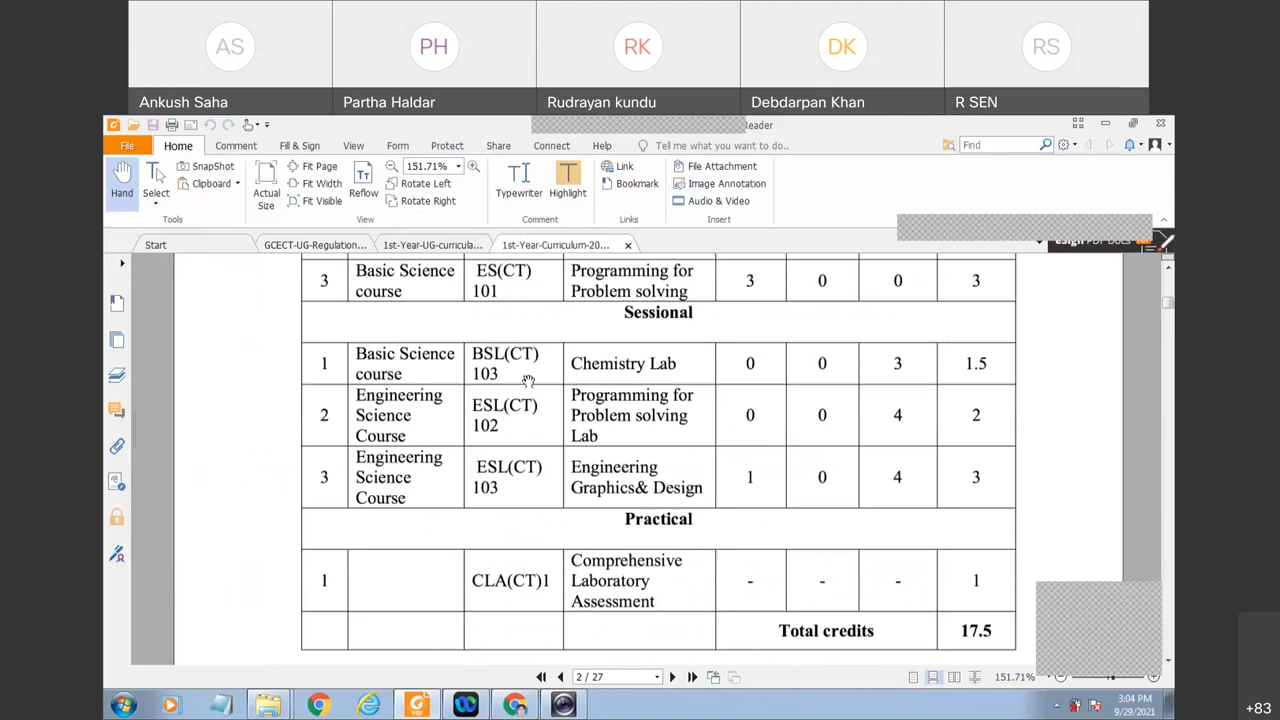 AS
PH
RK
DK
RS
Ankush Saha
Partha Haldar
Rudrayan kundu
Debdarpan Khan
R SEN
Reader
File
Home
Comment
Fill & Sign
View
Form
Protect
Share
Connect
Help
Tell me what you want to do..
Find
Hand
Select
SnapShot
Clipboard
Tools
Actual
Size
Fit Page
Fit Width
Fit Visible
Reflow
151.71%
Rotate Left
Rotate Right
View
Typewriter
Highlight
Comment
Link
Bookmark
Links
File Attachment
Image Annotation
Audio & Video
Insert
Start
GCECT-UG-Regulation...
1st-Year-UG-curricula...
1st-Year-Curriculum-20...
eSign PDF Docs
3
Basic Science
course
ES(CT)
101
Programming for
Problem solving
3
0
0
3
Sessional
1
Basic Science
course
BSL(CT)
103
Chemistry Lab
0
0
3
1.5
2
Engineering
Science
Course
ESL(CT)
102
Programming for
Problem solving
Lab
0
0
4
2
3
Engineering
Science
Course
ESL(CT)
103
Engineering
Graphics& Design
1
0
4
3
Practical
1
CLA(CT)1
Comprehensive
Laboratory
Assessment
-
-
-
1
Total credits
17.5
2 / 27
151.71%
3:04 PM
9/29/2021
+83